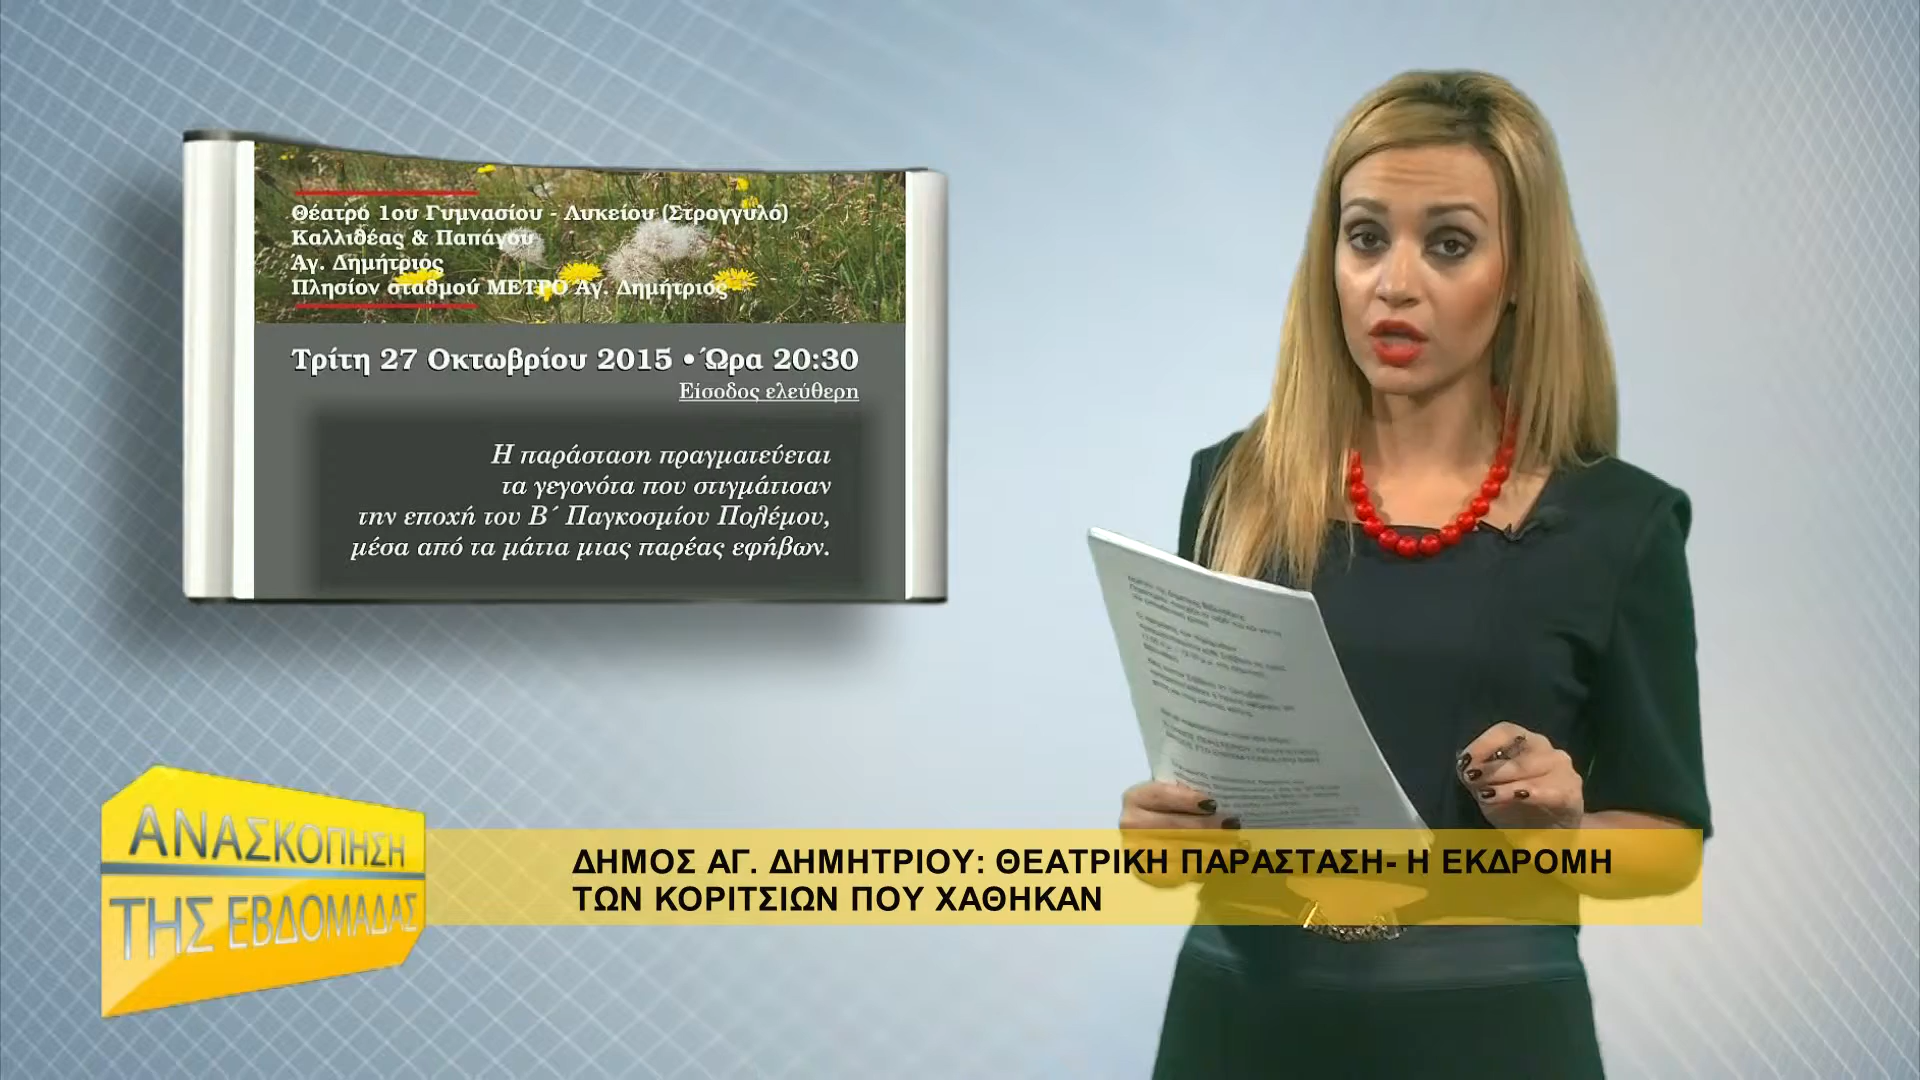 Θέατρο 1ου Γυμνασίου - Λυκείου (Στρογγυλό)
Καλλιθέας & Παπάγου
Αγ. Δημήτριος
Πλησίον σταθμού ΜΕΤΡΟ Αγ. Δημήτριος
Τρίτη 27 Οκτωβρίου 2015 • Ώρα 20:30
Είσοδος ελεύθερη
Η παράσταση πραγματεύεται
τα γεγονότα που στιγμάτισαν
την εποχή του Β΄ Παγκοσμίου Πολέμου,
μέσα από τα μάτια μιας παρέας εφήβων.
ΑΝΑΣΚΟΠΗΣΗ
ΤΗΣ ΕΒΔΟΜΑΔΑΣ
ΔΗΜΟΣ ΑΓ. ΔΗΜΗΤΡΙΟΥ: ΘΕΑΤΡΙΚΗ ΠΑΡΑΣΤΑΣΗ- Η ΕΚΔΡΟΜΗ
ΤΩΝ ΚΟΡΙΤΣΙΩΝ ΠΟΥ ΧΑΘΗΚΑΝ